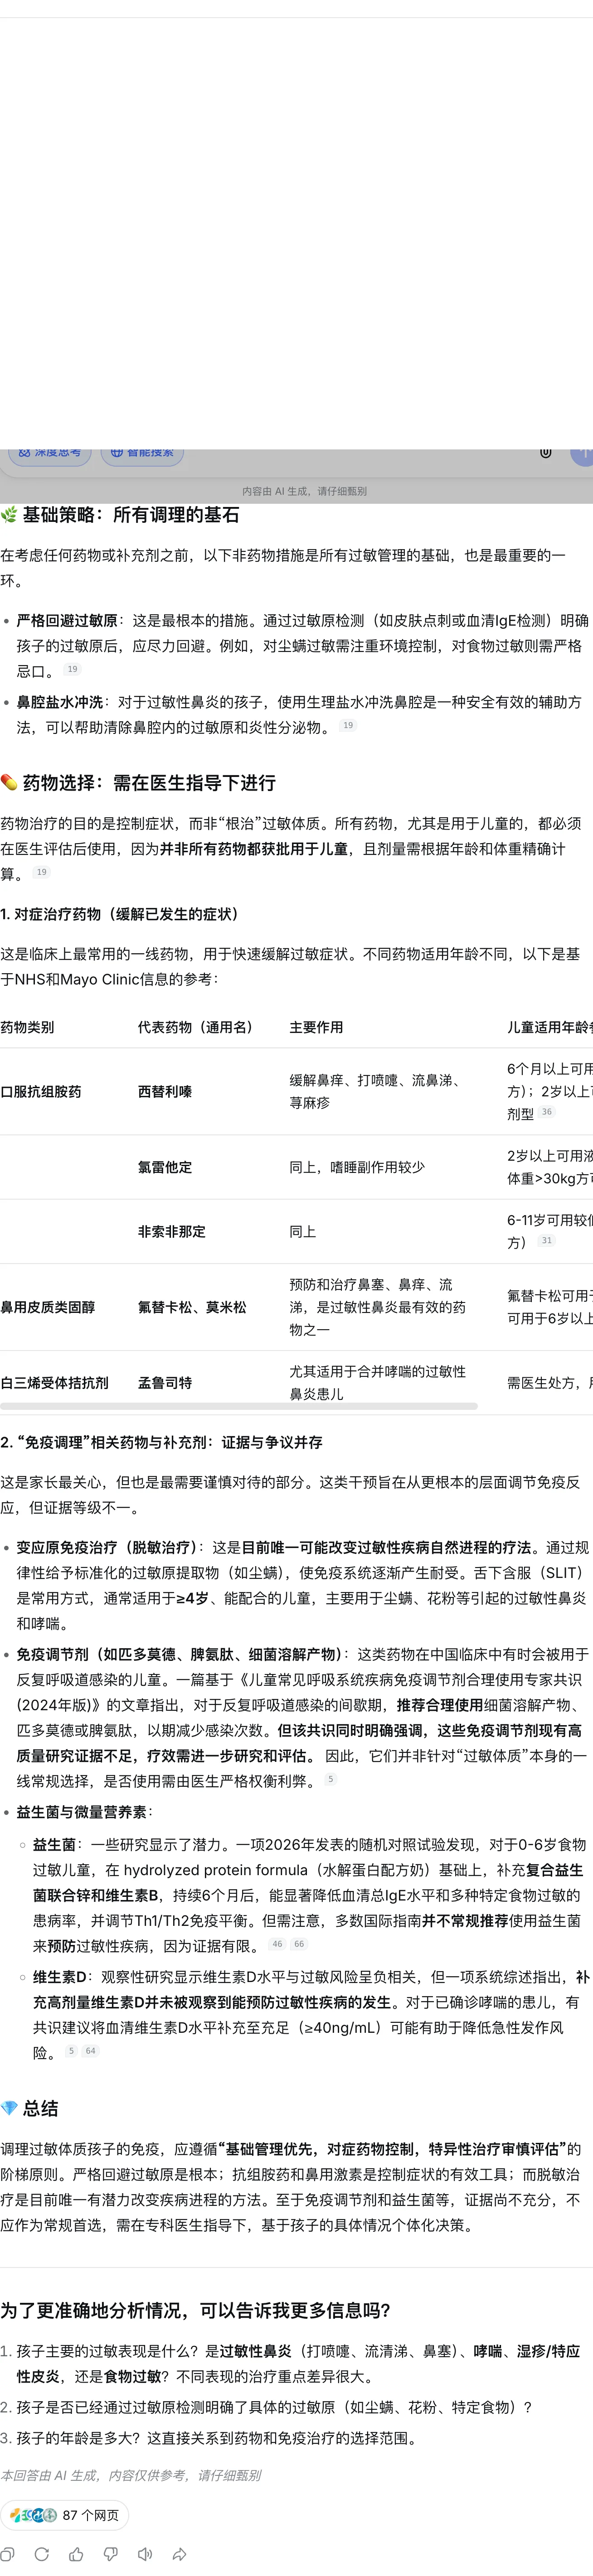 深度思考 智能搜索
内容由 AI 生成，请仔细甄别
🌿 基础策略：所有调理的基石
在考虑任何药物或补充剂之前，以下非药物措施是所有过敏管理的基础，也是最重要的一
环。
• 严格回避过敏原：这是最根本的措施。通过过敏原检测（如皮肤点刺或血清IgE检测）明确
孩子的过敏原后，应尽力回避。例如，对尘螨过敏需注重环境控制，对食物过敏则需严格
忌口。 19
• 鼻腔盐水冲洗：对于过敏性鼻炎的孩子，使用生理盐水冲洗鼻腔是一种安全有效的辅助方
法，可以帮助清除鼻腔内的过敏原和炎性分泌物。 19
💊 药物选择：需在医生指导下进行
药物治疗的目的是控制症状，而非“根治”过敏体质。所有药物，尤其是用于儿童的，都必须
在医生评估后使用，因为并非所有药物都获批用于儿童，且剂量需根据年龄和体重精确计
算。 19
1. 对症治疗药物（缓解已发生的症状）
这是临床上最常用的一线药物，用于快速缓解过敏症状。不同药物适用年龄不同，以下是基
于NHS和Mayo Clinic信息的参考：
药物类别 代表药物（通用名） 主要作用 儿童适用年龄
口服抗组胺药 西替利嗪 缓解鼻痒、打喷嚏、流鼻涕、
荨麻疹 6个月以上可用
方）；2岁以上可
剂型 36
氯雷他定 同上，嗜睡副作用较少 2岁以上可用液
体重>30kg方可
非索非那定 同上 6-11岁可用较低
方） 31
鼻用皮质类固醇 氟替卡松、莫米松 预防和治疗鼻塞、鼻痒、流
涕，是过敏性鼻炎最有效的药
物之一 氟替卡松可用于
可用于6岁以上
白三烯受体拮抗剂 孟鲁司特 尤其适用于合并哮喘的过敏性
鼻炎患儿 需医生处方，用
2. “免疫调理”相关药物与补充剂：证据与争议并存
这是家长最关心，但也是最需要谨慎对待的部分。这类干预旨在从更根本的层面调节免疫反
应，但证据等级不一。
• 变应原免疫治疗（脱敏治疗）：这是目前唯一可能改变过敏性疾病自然进程的疗法。通过规
律性给予标准化的过敏原提取物（如尘螨），使免疫系统逐渐产生耐受。舌下含服（SLIT）
是常用方式，通常适用于≥4岁、能配合的儿童，主要用于尘螨、花粉等引起的过敏性鼻炎
和哮喘。
• 免疫调节剂（如匹多莫德、脾氨肽、细菌溶解产物）：这类药物在中国临床中有时会被用于
反复呼吸道感染的儿童。一篇基于《儿童常见呼吸系统疾病免疫调节剂合理使用专家共识
(2024年版)》的文章指出，对于反复呼吸道感染的间歇期，推荐合理使用细菌溶解产物、
匹多莫德或脾氨肽，以期减少感染次数。但该共识同时明确强调，这些免疫调节剂现有高
质量研究证据不足，疗效需进一步研究和评估。 因此，它们并非针对“过敏体质”本身的一
线常规选择，是否使用需由医生严格权衡利弊。 5
• 益生菌与微量营养素：
◦ 益生菌：一些研究显示了潜力。一项2026年发表的随机对照试验发现，对于0-6岁食物
过敏儿童，在 hydrolyzed protein formula（水解蛋白配方奶）基础上，补充复合益生
菌联合锌和维生素B，持续6个月后，能显著降低血清总IgE水平和多种特定食物过敏的
患病率，并调节Th1/Th2免疫平衡。但需注意，多数国际指南并不常规推荐使用益生菌
来预防过敏性疾病，因为证据有限。 46 66
◦ 维生素D：观察性研究显示维生素D水平与过敏风险呈负相关，但一项系统综述指出，补
充高剂量维生素D并未被观察到能预防过敏性疾病的发生。对于已确诊哮喘的患儿，有
共识建议将血清维生素D水平补充至充足（≥40ng/mL）可能有助于降低急性发作风
险。 5 64
💎 总结
调理过敏体质孩子的免疫，应遵循“基础管理优先，对症药物控制，特异性治疗审慎评估”的
阶梯原则。严格回避过敏原是根本；抗组胺药和鼻用激素是控制症状的有效工具；而脱敏治
疗是目前唯一有潜力改变疾病进程的方法。至于免疫调节剂和益生菌等，证据尚不充分，不
应作为常规首选，需在专科医生指导下，基于孩子的具体情况个体化决策。
为了更准确地分析情况，可以告诉我更多信息吗？
1. 孩子主要的过敏表现是什么？是过敏性鼻炎（打喷嚏、流清涕、鼻塞）、哮喘、湿疹/特应
性皮炎，还是食物过敏？不同表现的治疗重点差异很大。
2. 孩子是否已经通过过敏原检测明确了具体的过敏原（如尘螨、花粉、特定食物）？
3. 孩子的年龄是多大？这直接关系到药物和免疫治疗的选择范围。
本回答由 AI 生成，内容仅供参考，请仔细甄别
87 个网页